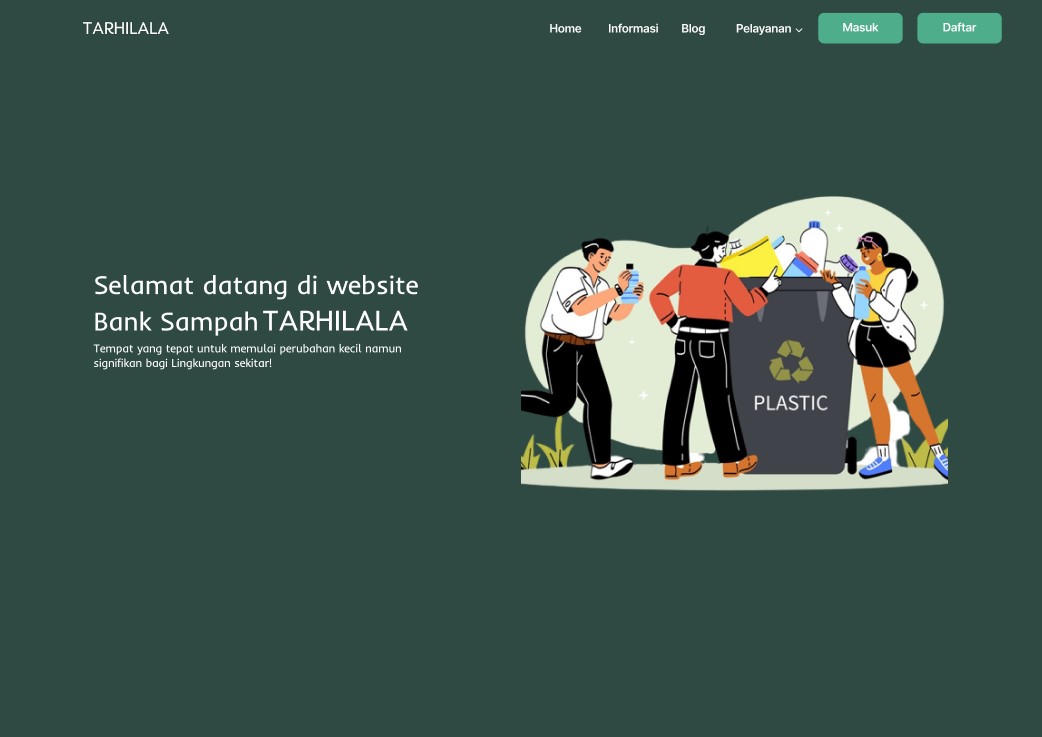 TARHILALA
Home Informasi Blog Pelayanan Masuk Daftar
Selamat datang di website
Bank Sampah TARHILALA
Tempat yang tepat untuk memulai perubahan kecil namun
signifikan bagi Lingkungan sekitar!
PLASTIC